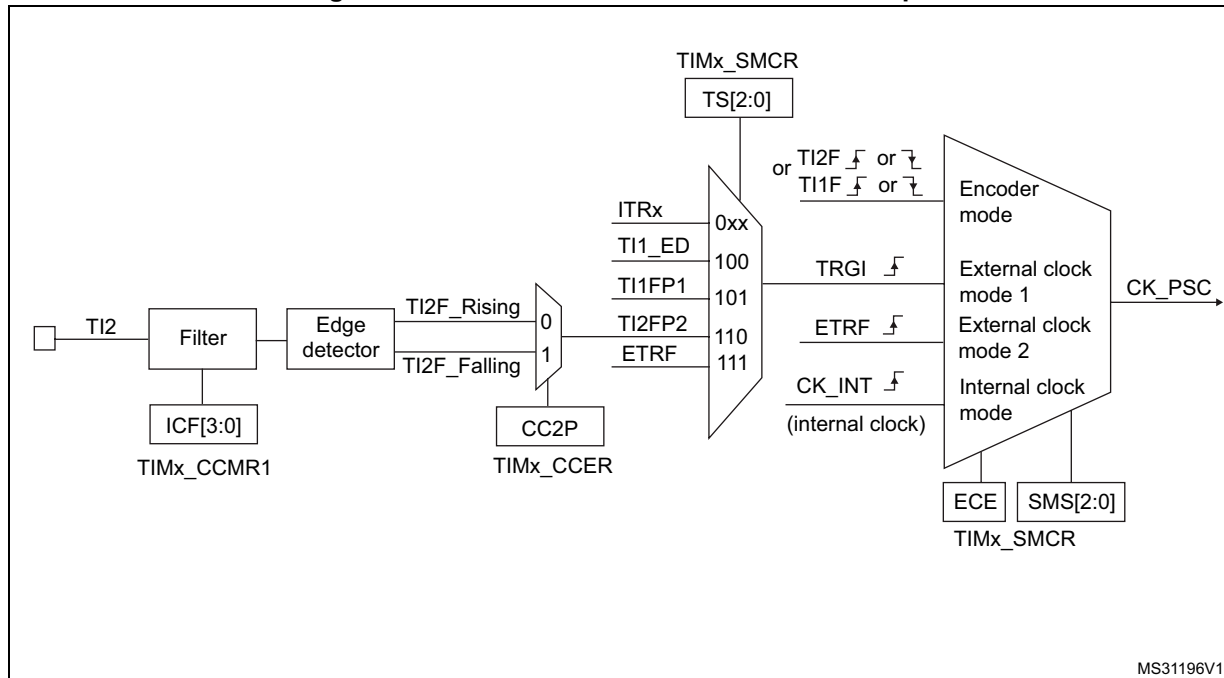 TIMx_SMCR
TS[2:0]
or TI2F or
TI1F or
Encoder
mode
ITRx
0xx
TI1_ED
100
TRGI
External clock
mode 1
CK_PSC
TI1FP1
101
TI2F_Rising
0
TI2FP2
110
ETRF
External clock
mode 2
TI2
Filter
Edge
detector
1
ETRF
111
TI2F_Falling
CK_INT
(internal clock)
Internal clock
mode
ICF[3:0]
TIMx_CCMR1
CC2P
TIMx_CCER
ECE
SMS[2:0]
TIMx_SMCR
MS31196V1